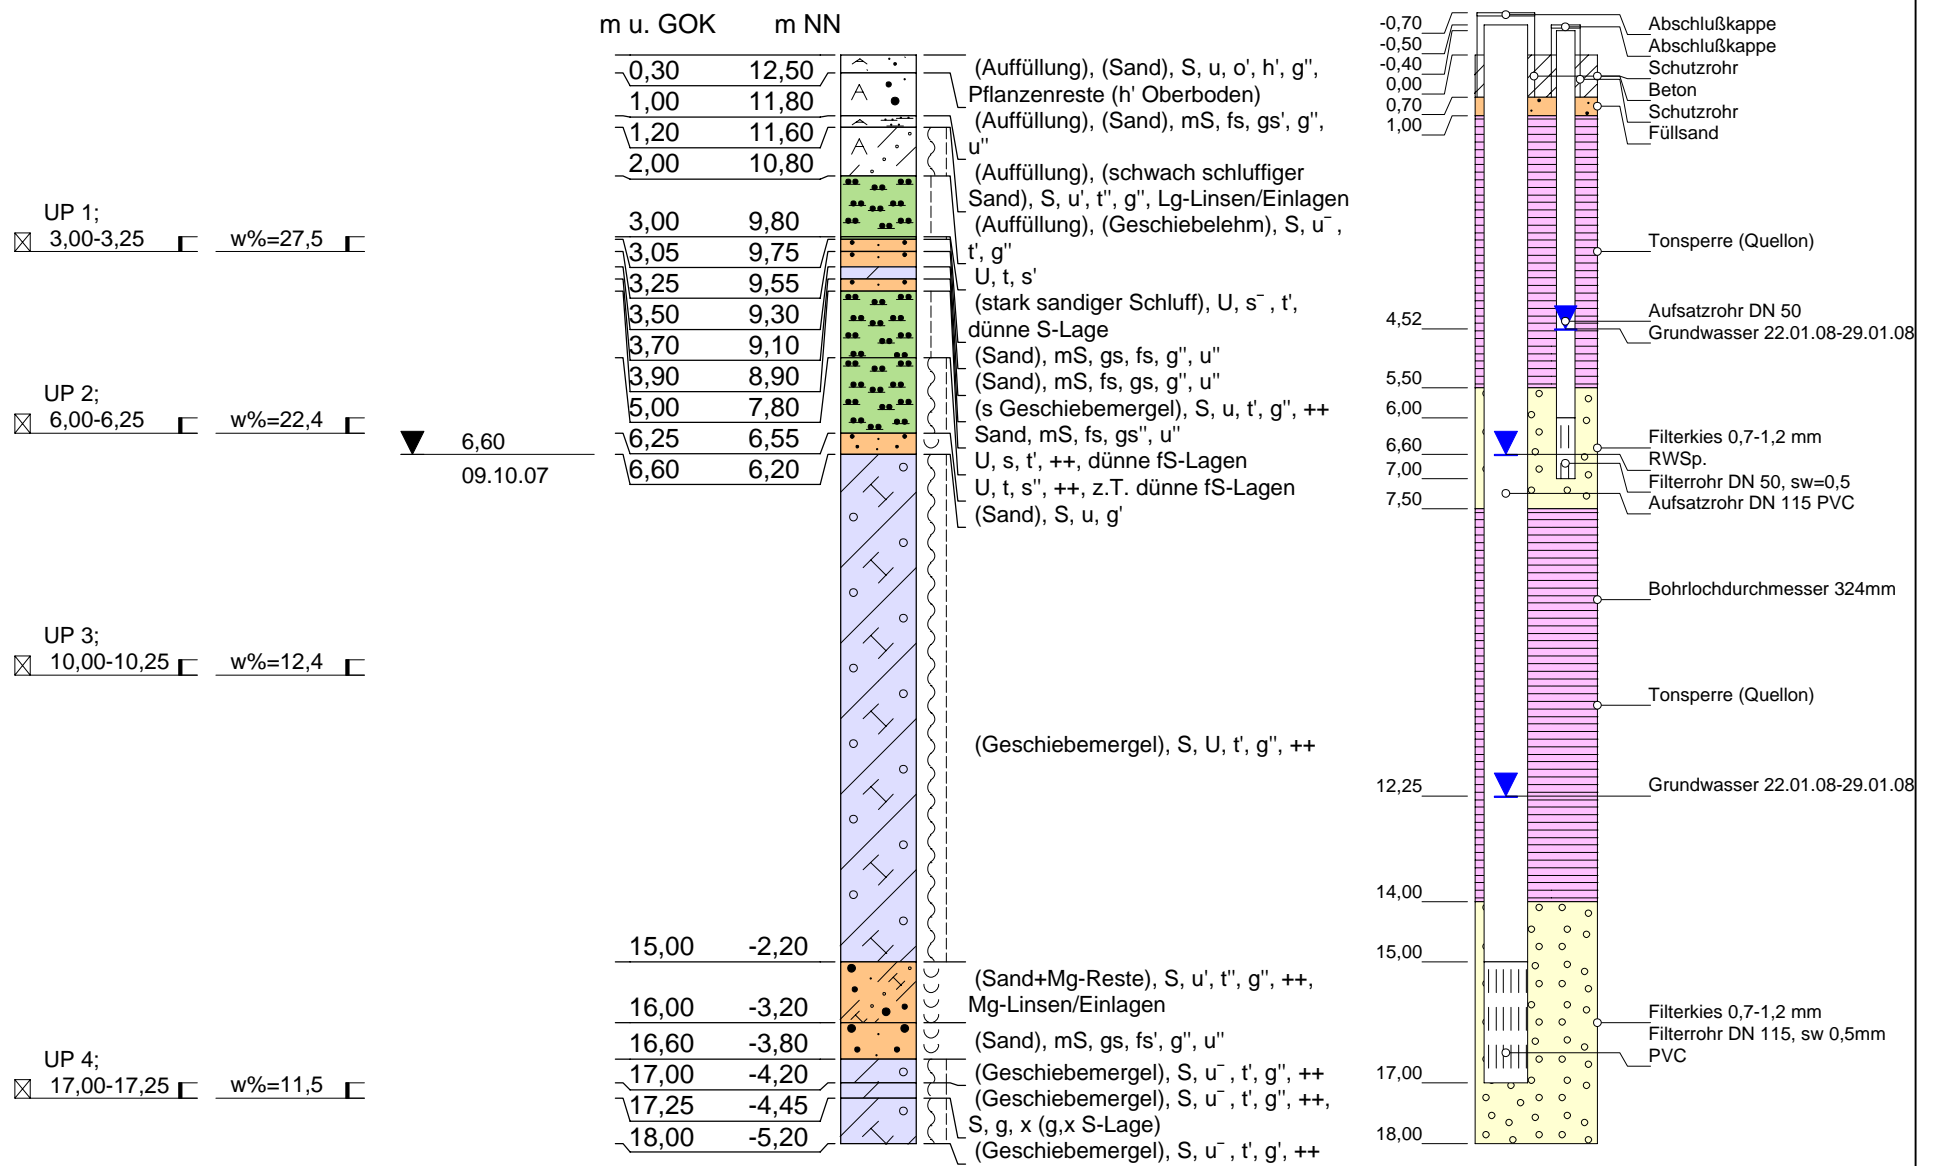 m u. GOK m NN
0,30 12,50
1,00 11,80
1,20 11,60
2,00 10,80
3,00 9,80
3,05 9,75
3,25 9,55
3,50 9,30
3,70 9,10
3,90 8,90
5,00 7,80
6,25 6,55
6,60 6,20
15,00 -2,20
16,00 -3,20
16,60 -3,80
17,00 -4,20
17,25 -4,45
18,00 -5,20
UP 1;
3,00-3,25 w%=27,5
UP 2;
6,00-6,25 w%=22,4
6,60
09.10.07
UP 3;
10,00-10,25 w%=12,4
UP 4;
17,00-17,25 w%=11,5
(Auffüllung), (Sand), S, u, o', h', g'',
Pflanzenreste (h' Oberboden)
(Auffüllung), (Sand), mS, fs, gs', g'',
u''
(Auffüllung), (schwach schluffiger
Sand), S, u', t'', g'', Lg-Linsen/Einlagen
(Auffüllung), (Geschiebelehm), S, u¯,
t', g''
U, t, s'
(stark sandiger Schluff), U, s¯, t',
dünne S-Lage
(Sand), mS, gs, fs, g'', u''
(Sand), mS, fs, gs, g'', u''
(s Geschiebemergel), S, u, t', g'', ++
Sand, mS, fs, gs'', u''
U, s, t', ++, dünne fS-Lagen
U, t, s'', ++, z.T. dünne fS-Lagen
(Sand), S, u, g'
(Geschiebemergel), S, U, t', g'', ++
(Sand+Mg-Reste), S, u', t'', g'', ++,
Mg-Linsen/Einlagen
(Sand), mS, gs, fs', g'', u''
(Geschiebemergel), S, u¯, t', g'', ++
(Geschiebemergel), S, u¯, t', g'', ++,
S, g, x (g,x S-Lage)
(Geschiebemergel), S, u¯, t', g', ++
-0,70
-0,50
-0,40
0,00
0,70
1,00
4,52
5,50
6,00
6,60
7,00
7,50
12,25
14,00
15,00
17,00
18,00
Abschlußkappe
Abschlußkappe
Schutzrohr
Beton
Schutzrohr
Füllsand
Tonsperre (Quellon)
Aufsatzrohr DN 50
Grundwasser 22.01.08-29.01.08
Filterkies 0,7-1,2 mm
RWSp.
Filterrohr DN 50, sw=0,5
Aufsatzrohr DN 115 PVC
Bohrlochdurchmesser 324mm
Tonsperre (Quellon)
Grundwasser 22.01.08-29.01.08
Filterkies 0,7-1,2 mm
Filterrohr DN 115, sw 0,5mm
PVC